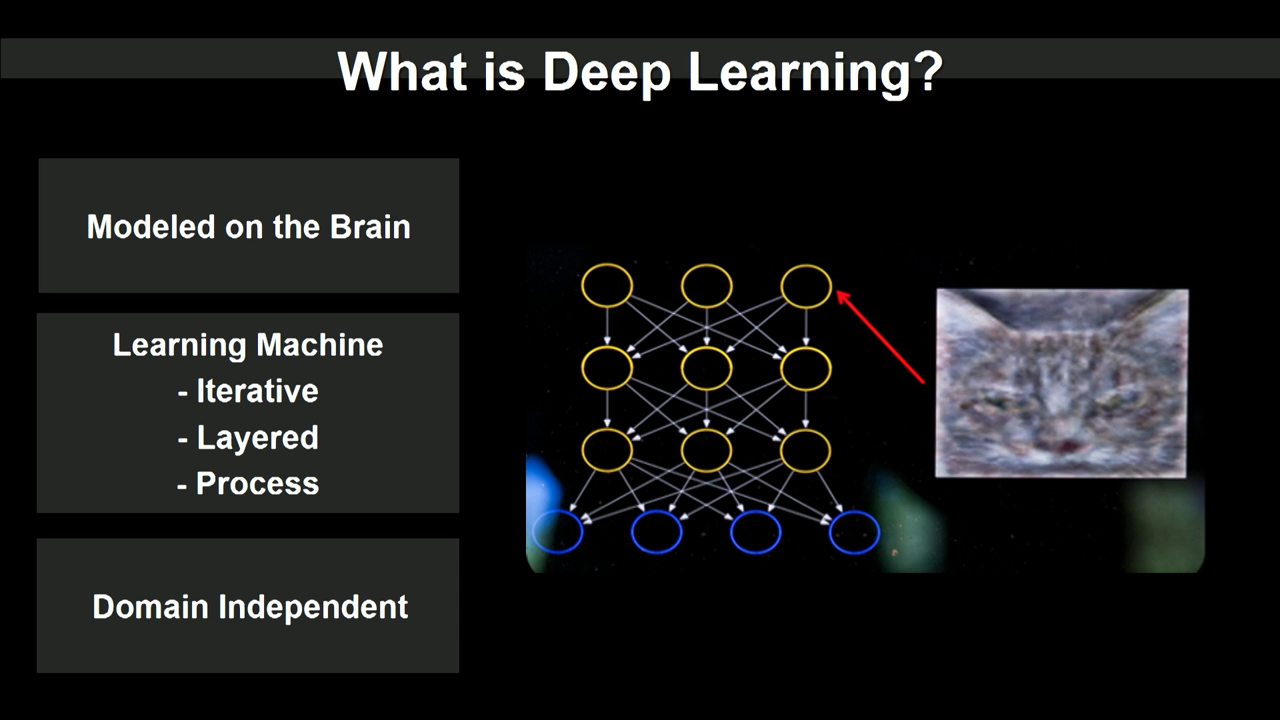 What is Deep Learning?
Modeled on the Brain
Learning Machine
- Iterative
- Layered
- Process
Domain Independent